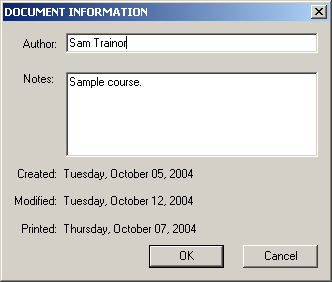 DOCUMENT INFORMATION
Author: Sam Trainor
Notes: Sample course.
Created: Tuesday, October 05, 2004
Modified: Tuesday, October 12, 2004
Printed: Thursday, October 07, 2004
OK Cancel